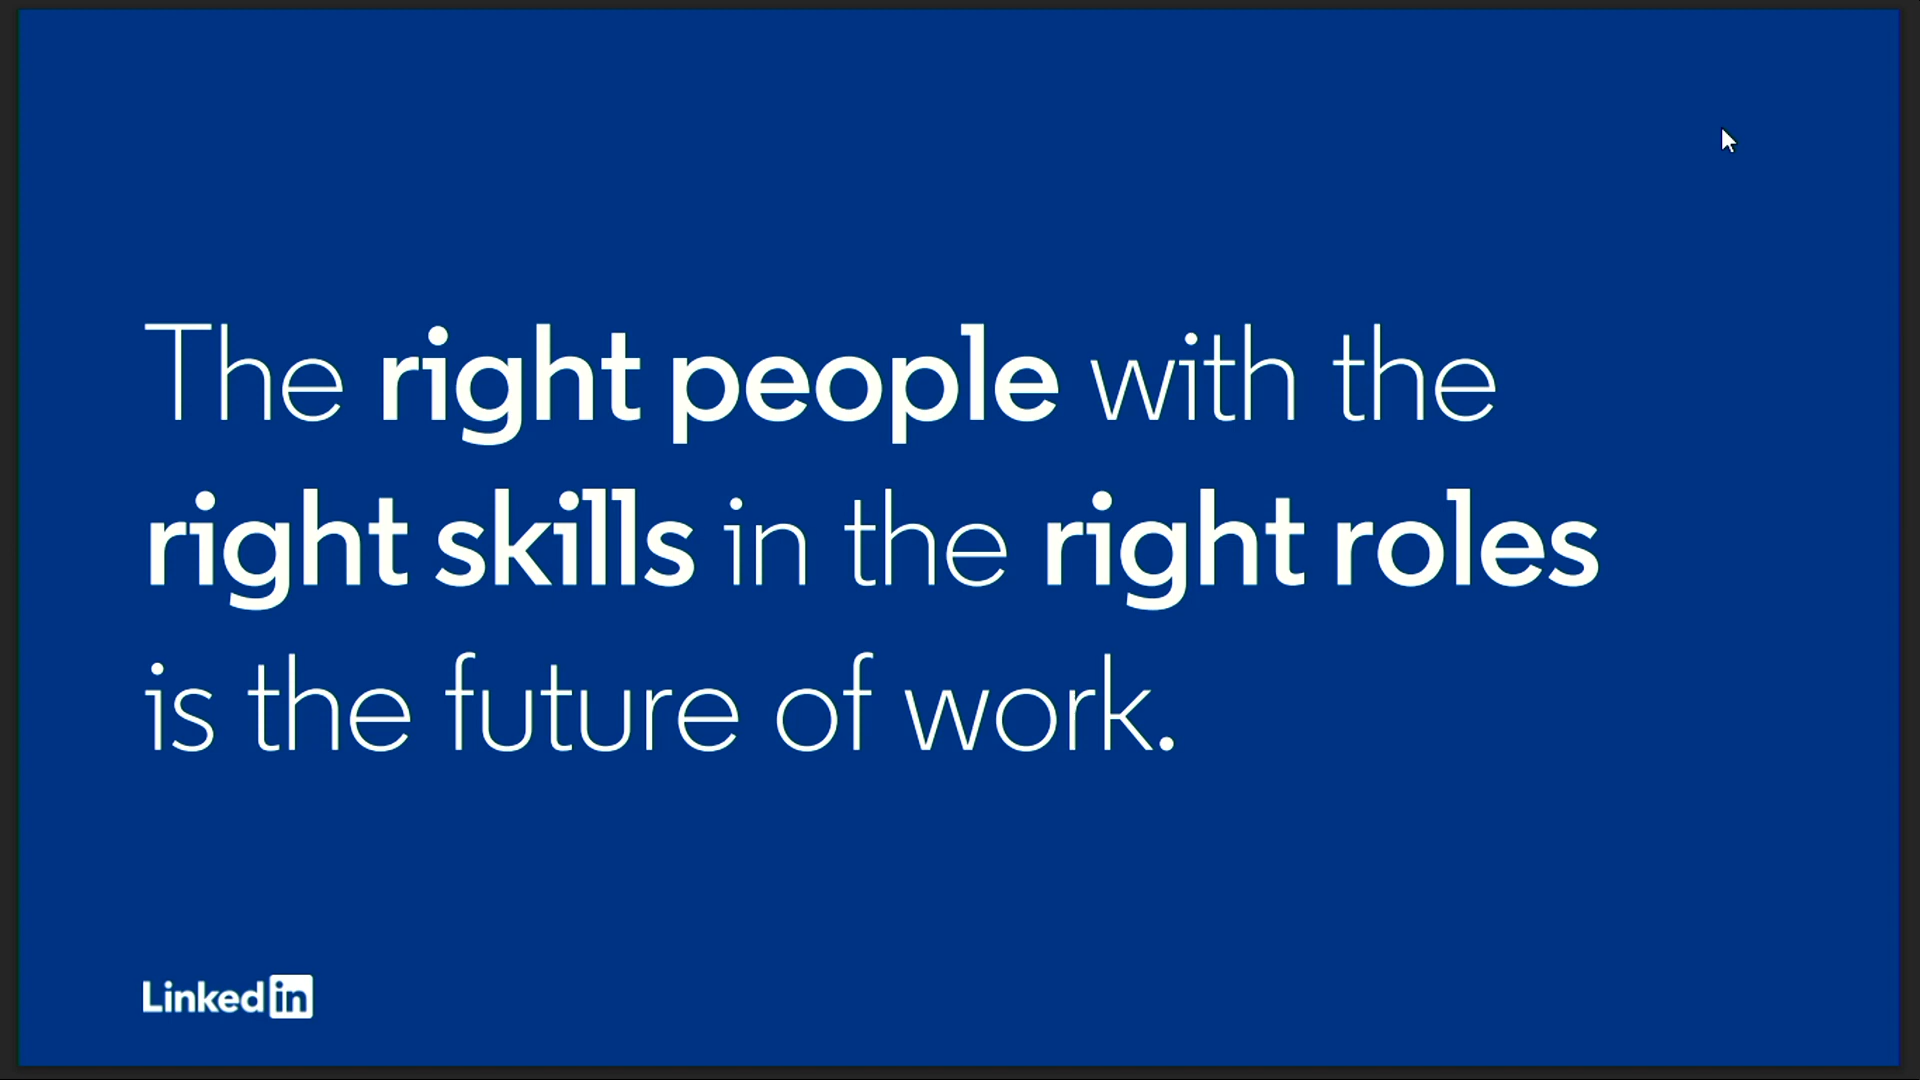 The right people with the
right skills in the right roles
is the future of work.
Linkedin